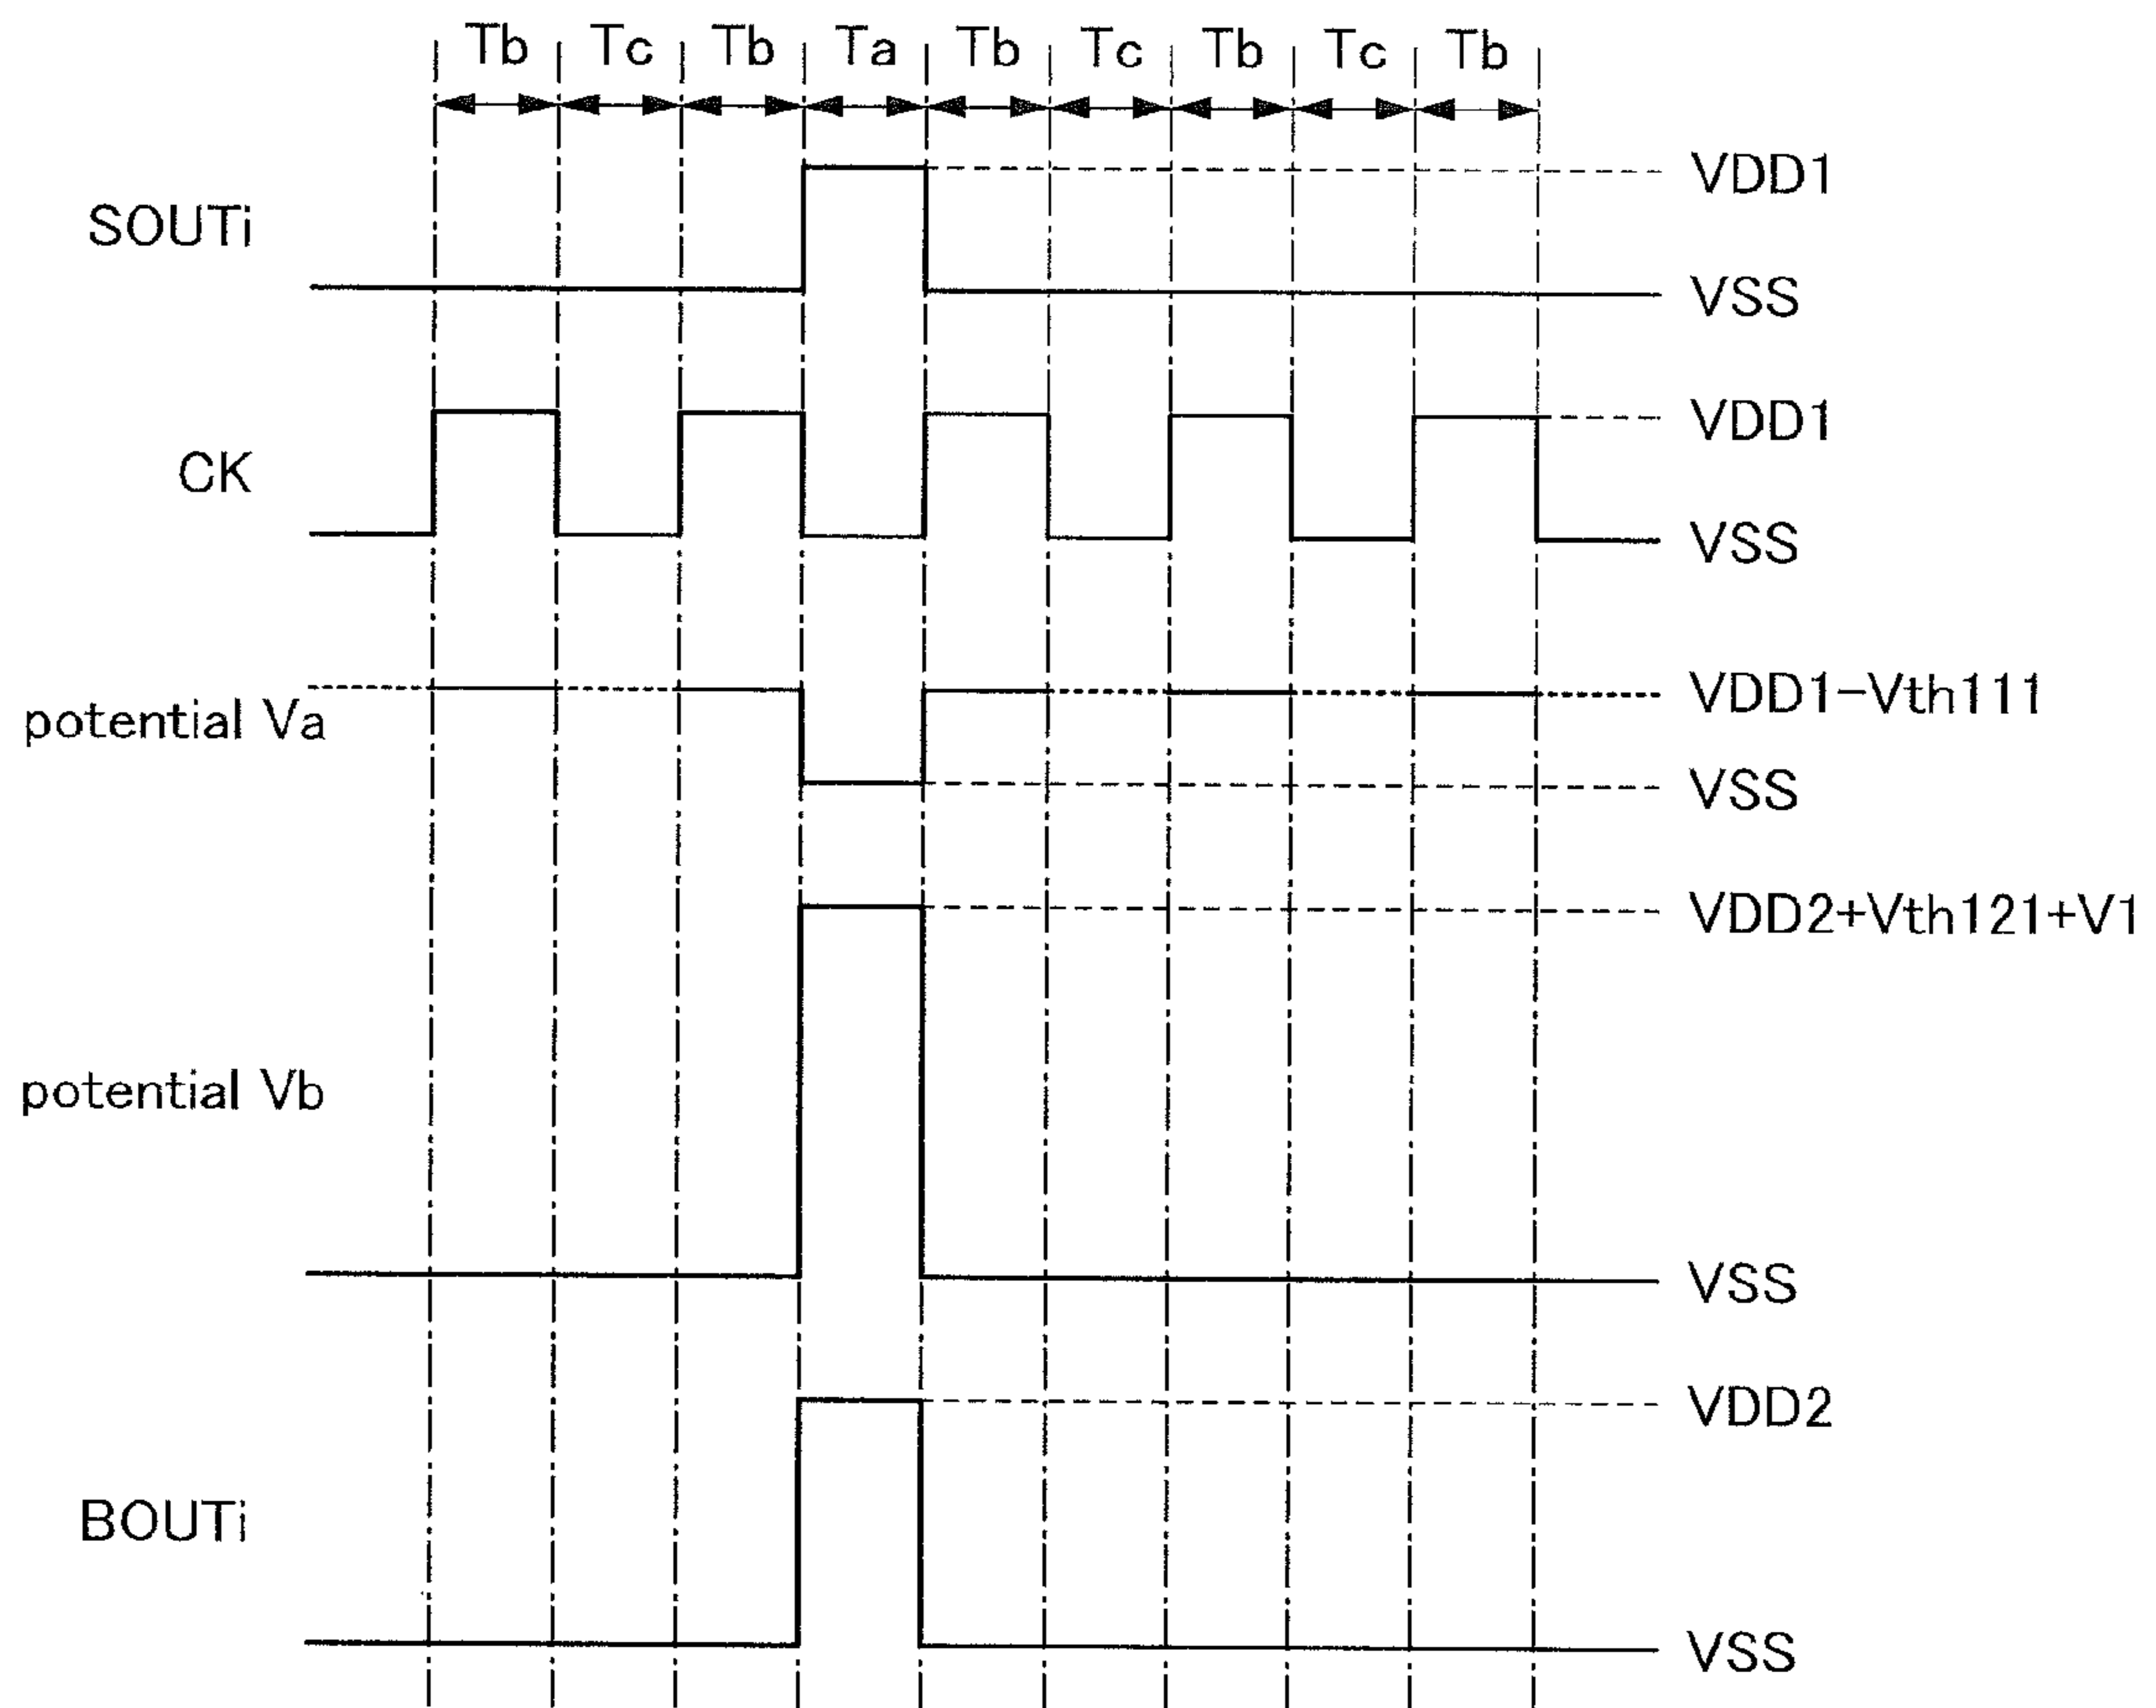 Tb Tc Tb Ta Tb Tc Tb Tc Tb
VDD1
SOUTi
VSS
VDD1
CK
VSS
VDD1-Vth111
potential Va
VSS
VDD2+Vth121+V1
potential Vb
VSS
VDD2
BOUTi
VSS